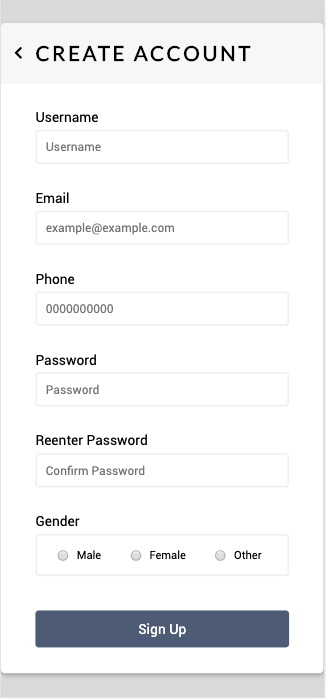 CREATE ACCOUNT
Username
Username
Email
example@example.com
Phone
0000000000
Password
Password
Reenter Password
Confirm Password
Gender
Male Female Other
Sign Up